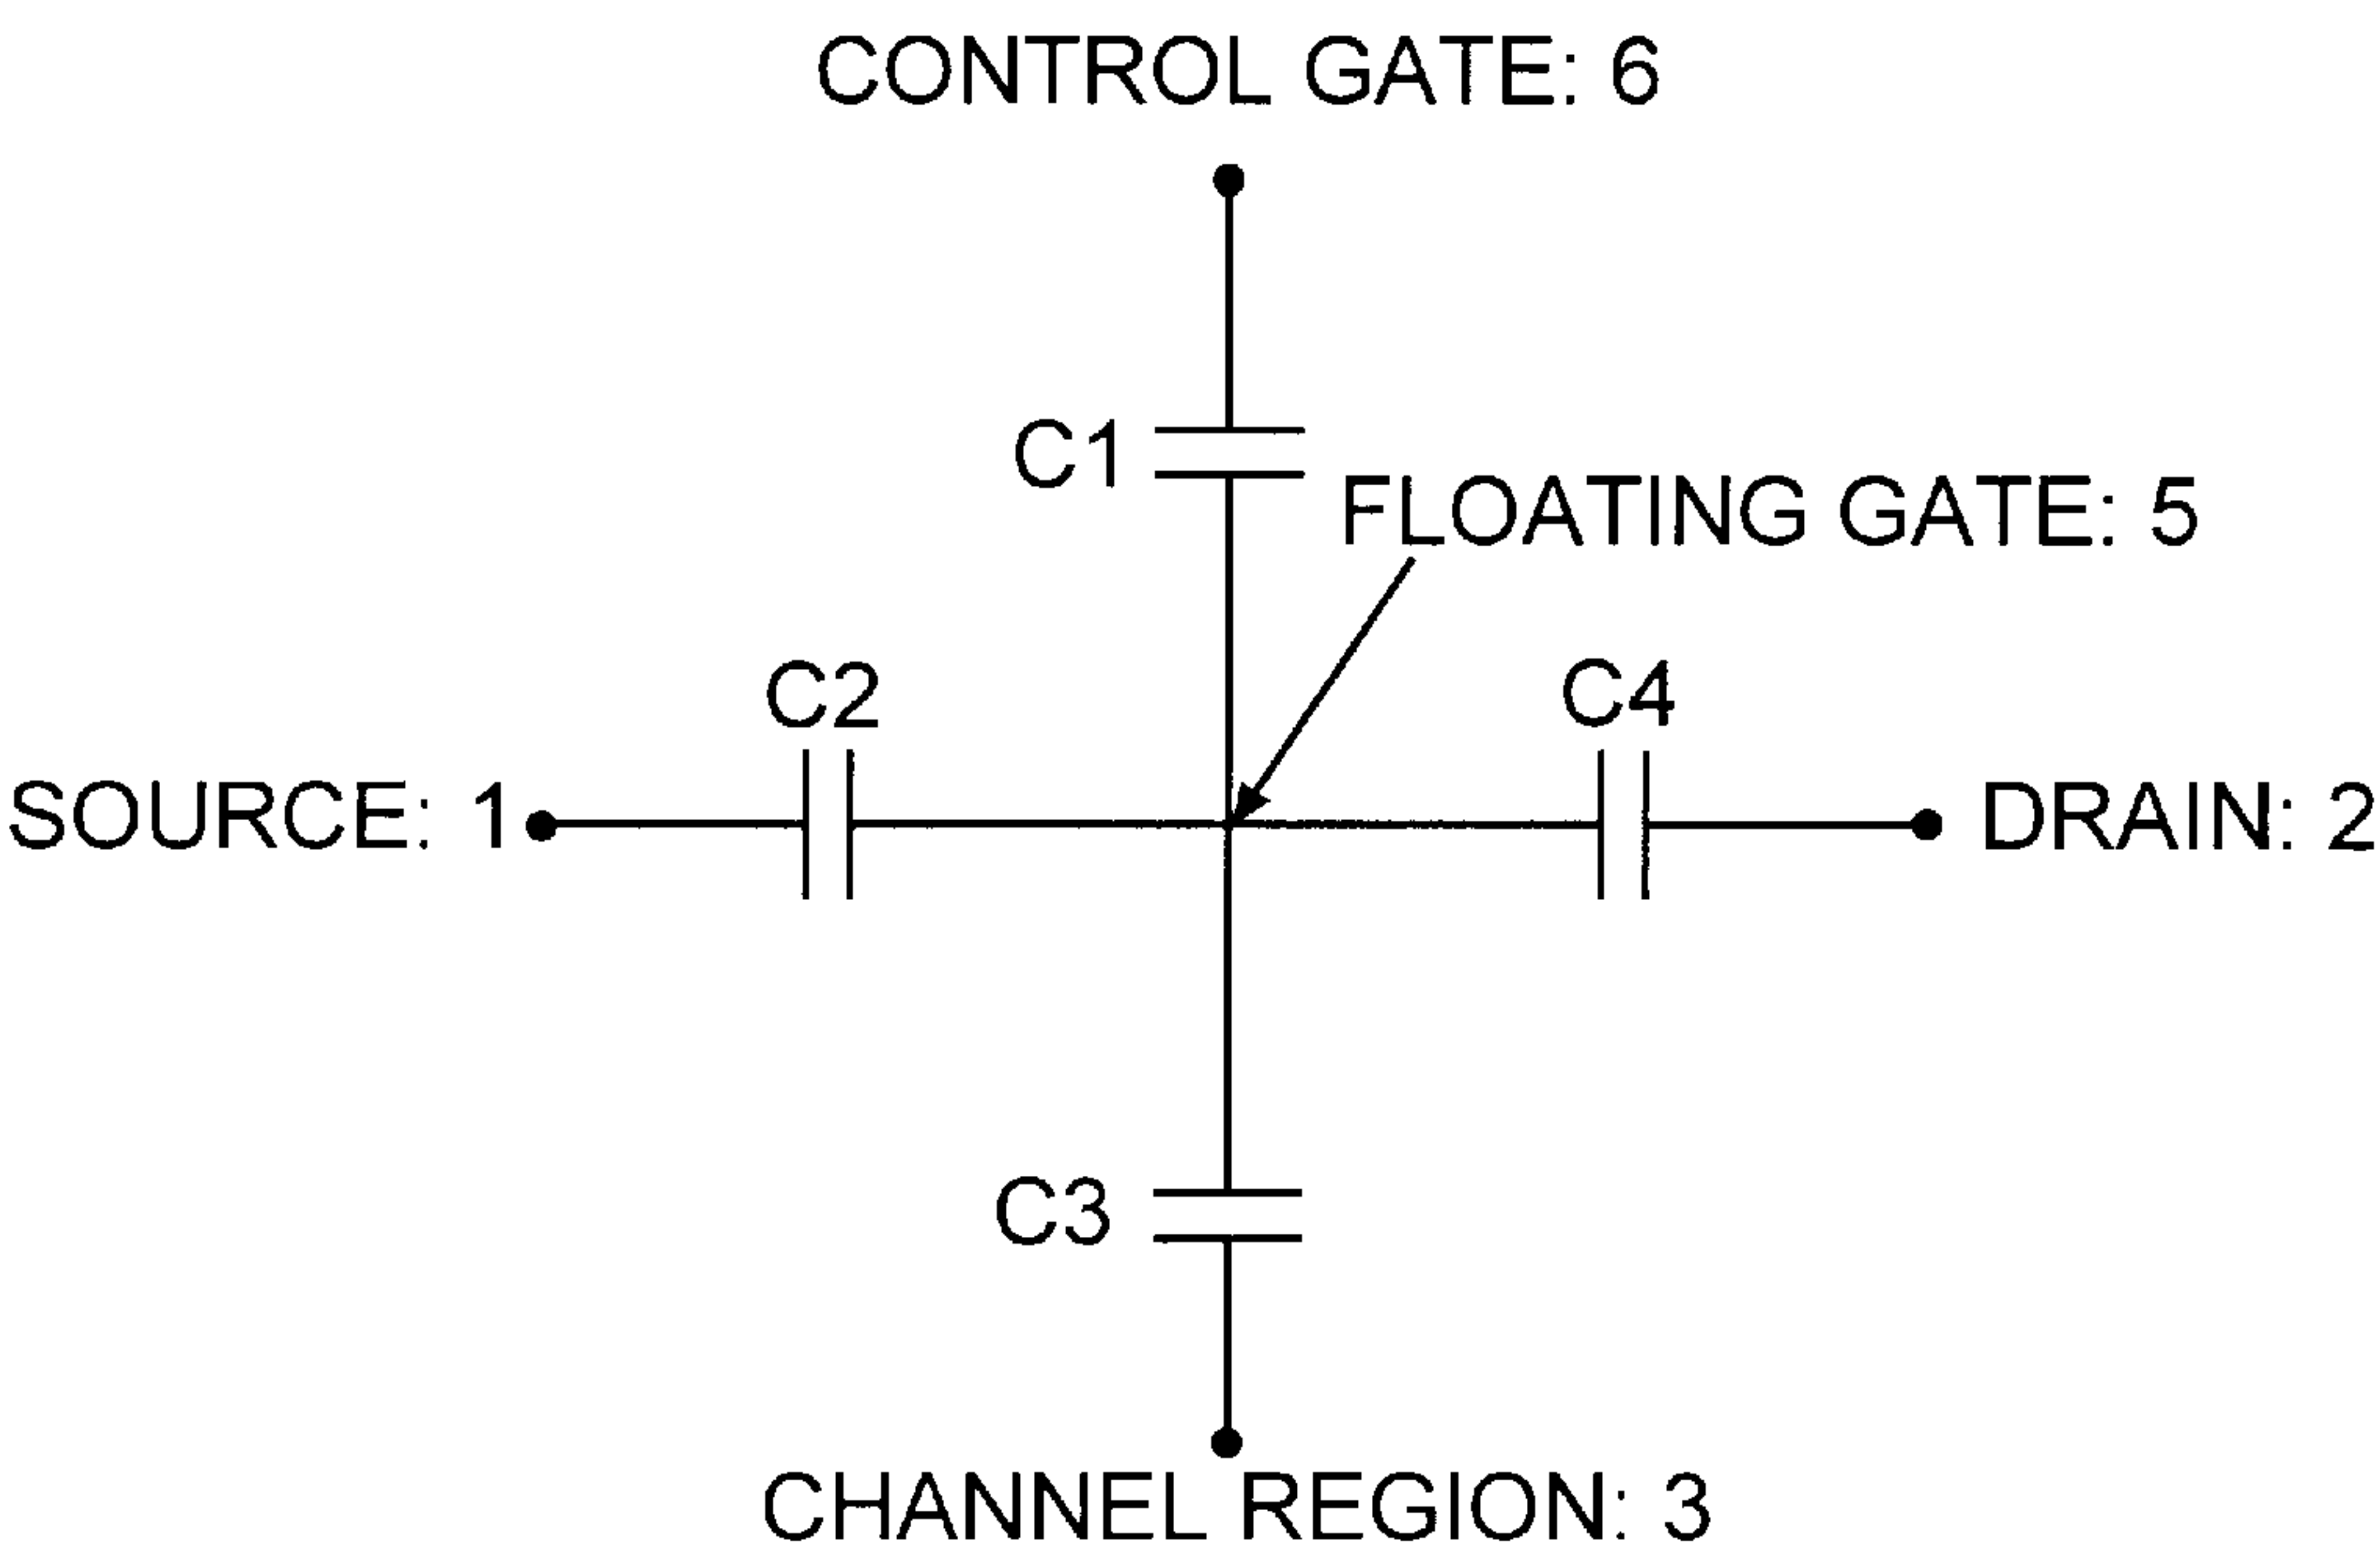 CONTROL GATE: 6
C1
FLOATING GATE: 5
C2
C4
SOURCE: 1
DRAIN: 2
C3
CHANNEL REGION: 3